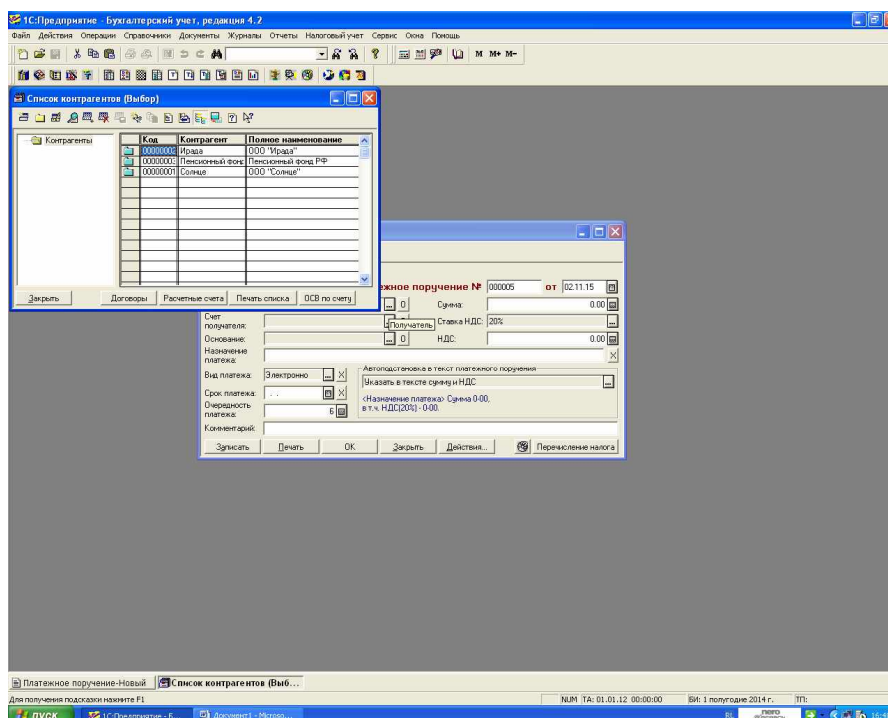 1С:Предприятие - Бухгалтерский учет, редакция 4.2
Файл Действия Операции Справочники Документы Журналы Отчеты Налоговый учет Сервис Окна Помощь
М М+ М-
Список контрагентов (Выбор)
Контрагенты
Код Контрагент Полное наименование
00000002 Ирада ООО "Ирада"
00000003 Пенсионный фонд Пенсионный фонд РФ
00000001 Солнце ООО "Солнце"
Закрыть Договоры Расчетные счета Печать списка ОСВ по счету
жное поручение № 000005 от 02.11.15
Сумма: 0.00
Счет получателя: Получатель Ставка НДС: 20%
Основание: НДС: 0.00
Назначение платежа:
Автоподстановка в текст платежного поручения
Вид платежа: Электронно Указать в тексте сумму и НДС
Срок платежа: . . <Назначение платежа> Сумма 0-00,
Очередность платежа: 6 в т.ч. НДС(20%) - 0-00.
Комментарий:
Записать Печать OK Закрыть Действия... Перечисление налога
Платежное поручение-Новый Список контрагентов (Выб...
Для получения подсказки нажмите F1 NUM ТА: 01.01.12 00:00:00 БИ: 1 полугодие 2014 г. ТП:
пуск 1С:Предприятие - Б... Документ1 - Microso...